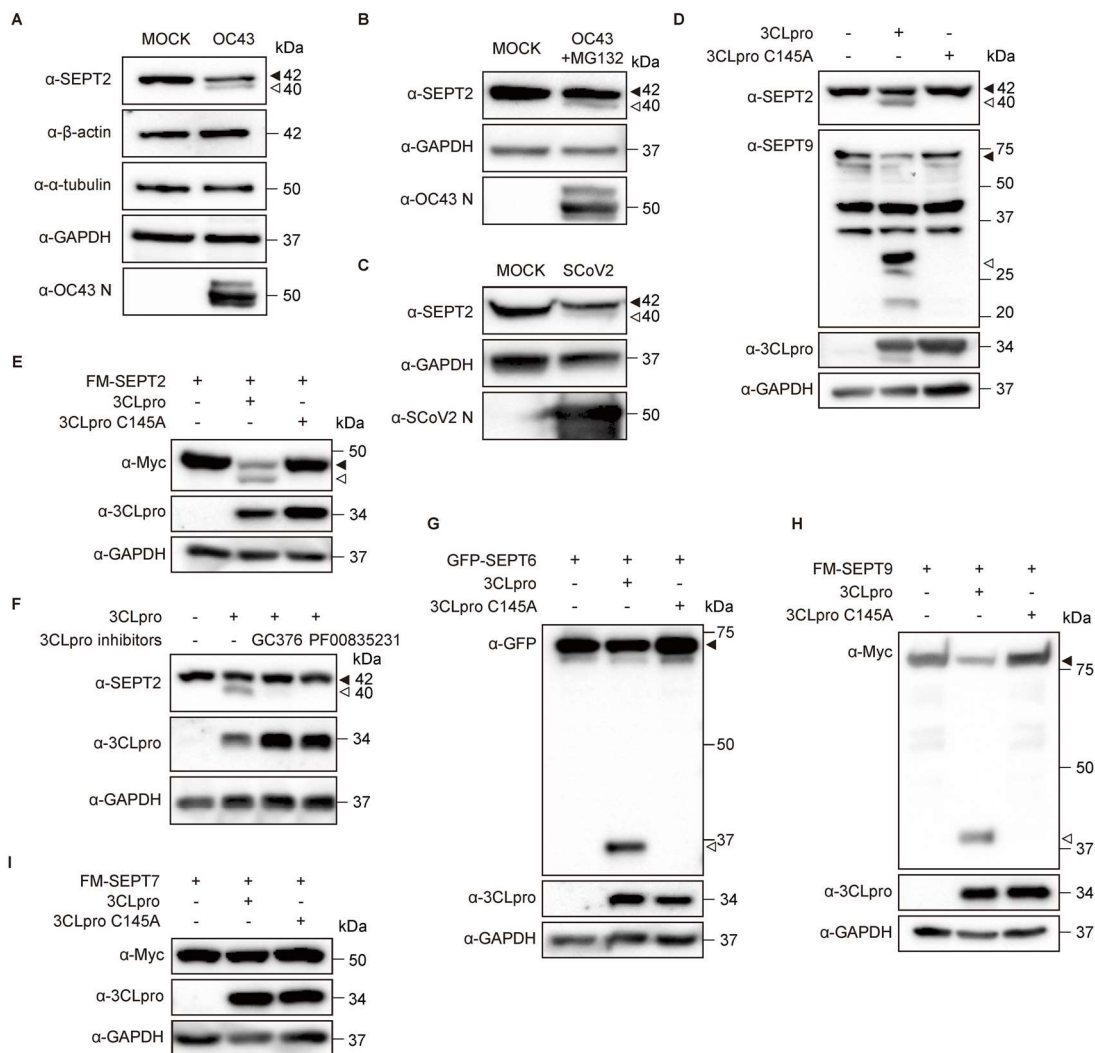 A
MOCK OC43 kDa
α-SEPT2 42
40
α-β-actin 42
α-α-tubulin 50
α-GAPDH 37
α-OC43 N 50
B
MOCK OC43
+MG132 kDa
α-SEPT2 42
40
α-GAPDH 37
α-OC43 N 50
C
MOCK SCoV2
α-SEPT2 42
40
α-GAPDH 37
α-SCoV2 N 50
D
3CLpro - + -
3CLpro C145A - - +
kDa
α-SEPT2 42
40
α-SEPT9 75
50
37
25
20
α-3CLpro 34
α-GAPDH 37
E
FM-SEPT2 + + +
3CLpro - + -
3CLpro C145A - - + kDa
α-Myc 50
α-3CLpro 34
α-GAPDH 37
F
3CLpro - + + +
3CLpro inhibitors - - GC376 PF00835231
kDa
α-SEPT2 42
40
α-3CLpro 34
α-GAPDH 37
G
GFP-SEPT6 + + +
3CLpro - + -
3CLpro C145A - - + kDa
α-GFP 75
50
37
α-3CLpro 34
α-GAPDH 37
H
FM-SEPT9 + + +
3CLpro - + -
3CLpro C145A - - + kDa
α-Myc 75
50
37
α-3CLpro 34
α-GAPDH 37
I
FM-SEPT7 + + +
3CLpro - + -
3CLpro C145A - - + kDa
α-Myc 50
α-3CLpro 34
α-GAPDH 37